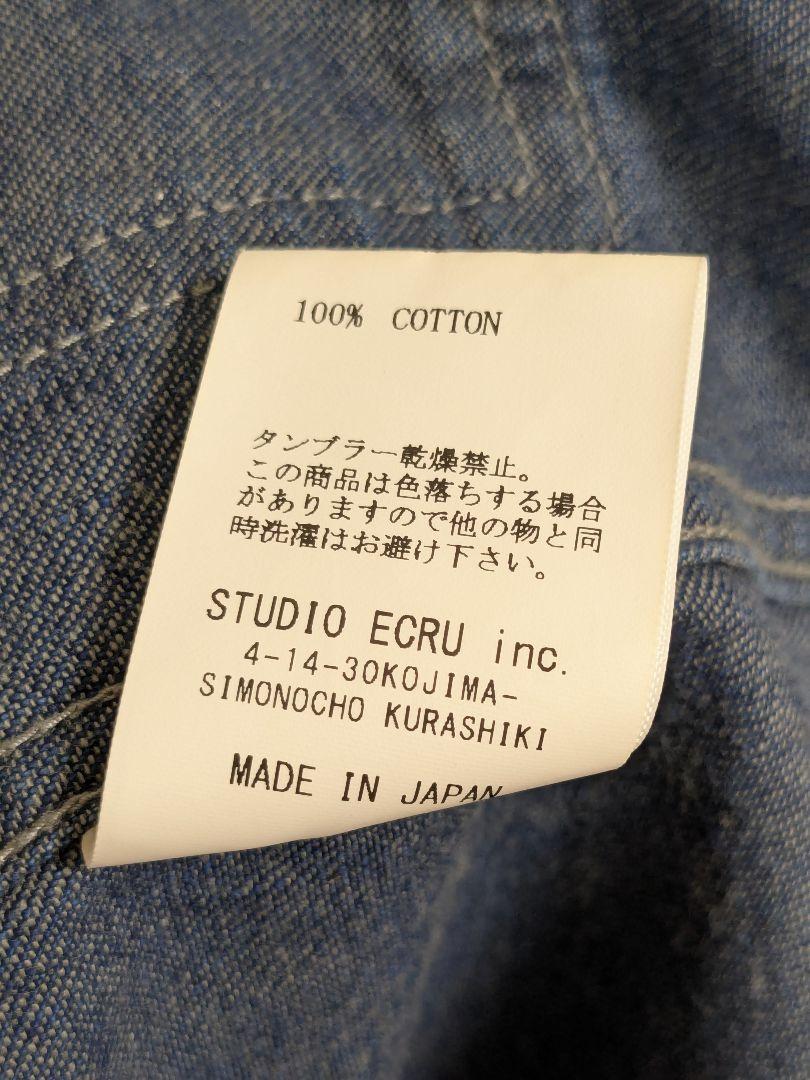 100% COTTON
タンブラー乾燥禁止。
この商品は色落ちする場合
がありますので他の物と同
時洗濯はお避け下さい。
STUDIO ECRU inc.
4-14-30KOJIMA-
SIMONOCHO KURASHIKI
MADE IN JAPAN